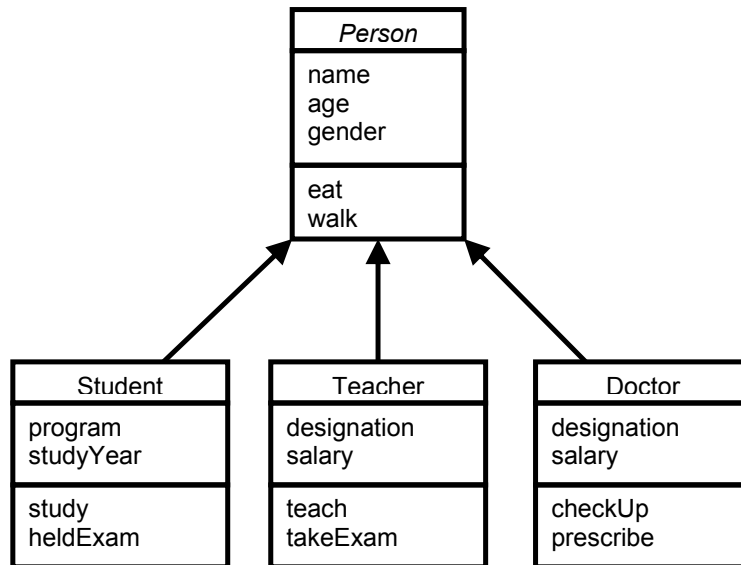 Person
name
age
gender
eat
walk
Student
program
studyYear
study
heldExam
Teacher
designation
salary
teach
takeExam
Doctor
designation
salary
checkUp
prescribe